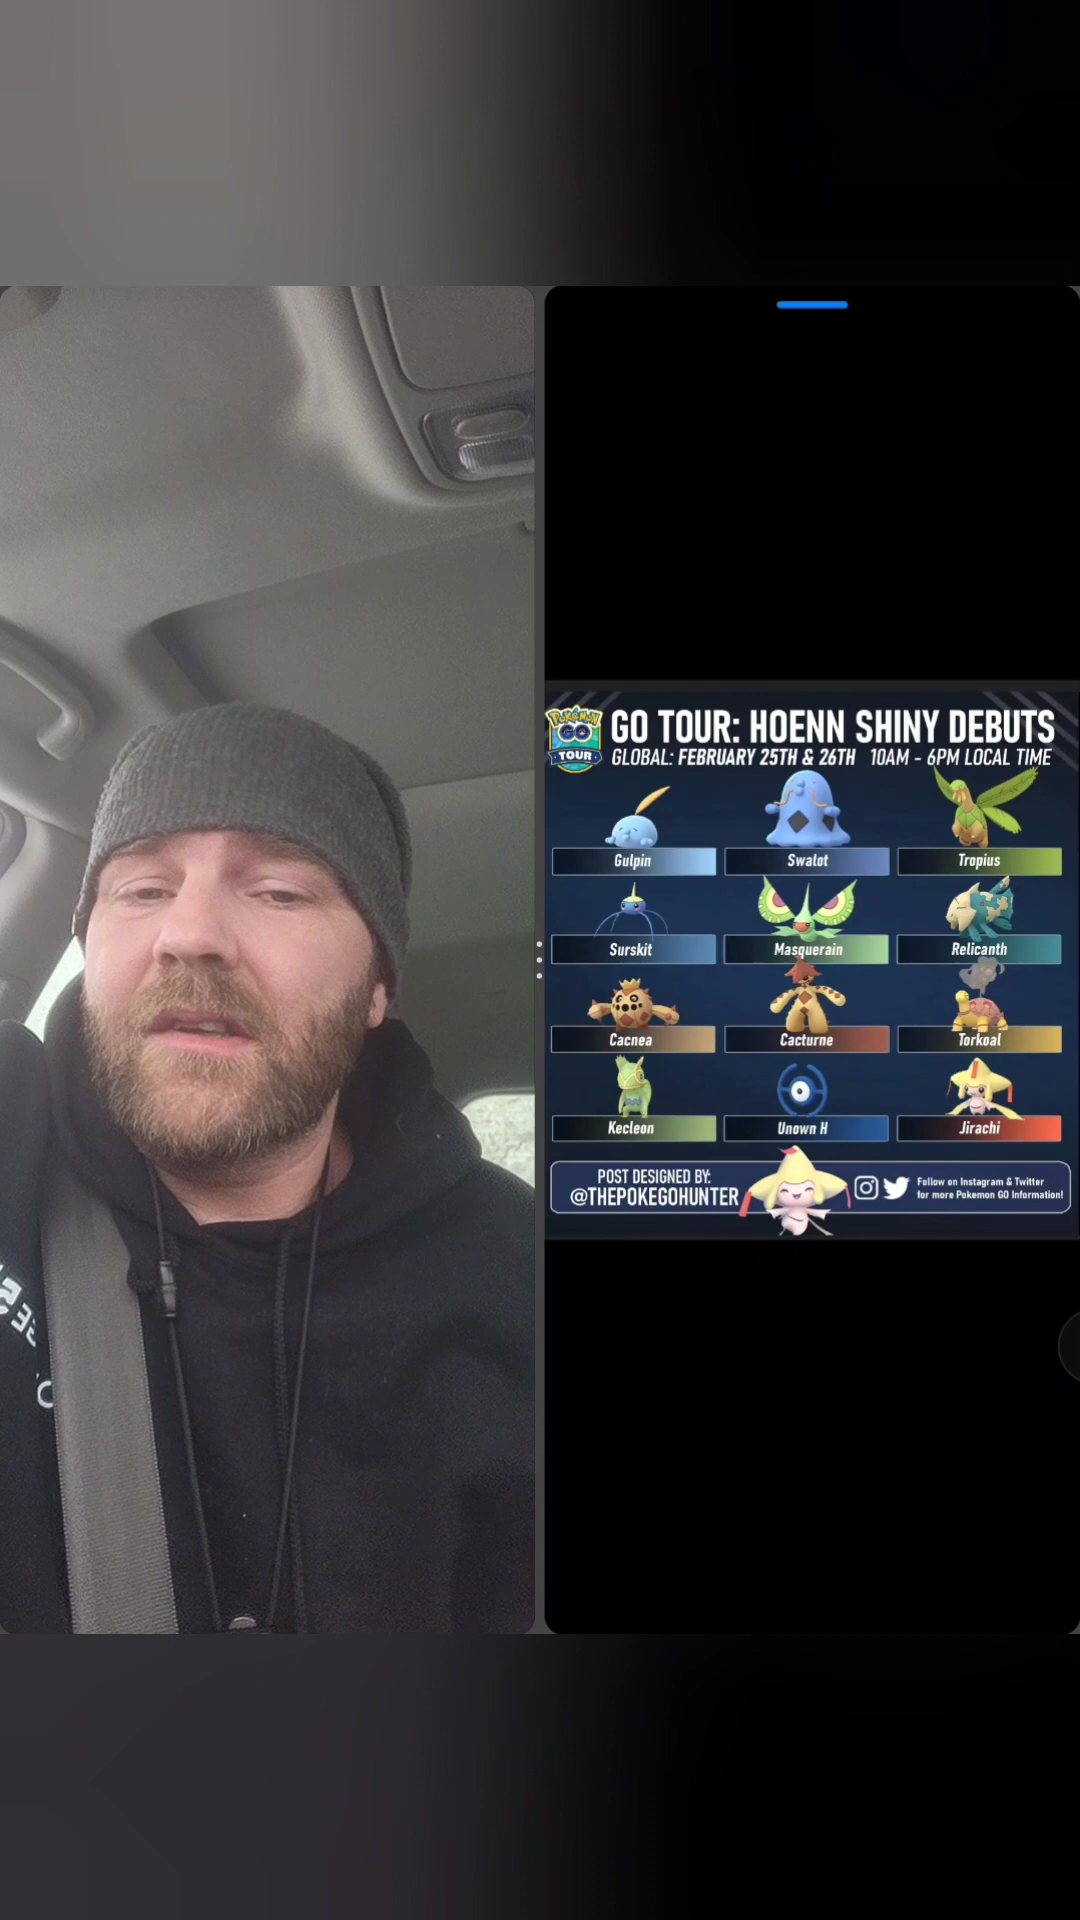 POKÉMON
GO
TOUR
GO TOUR: HOENN SHINY DEBUTS
GLOBAL: FEBRUARY 25TH & 26TH 10AM - 6PM LOCAL TIME
Gulpin
Swalot
Tropius
Surskit
Masquerain
Relicanth
Cacnea
Cacturne
Torkoal
Kecleon
Unown H
Jirachi
POST DESIGNED BY:
@THEPOKEGOHUNTER
Follow on Instagram & Twitter
for more Pokemon GO Information!